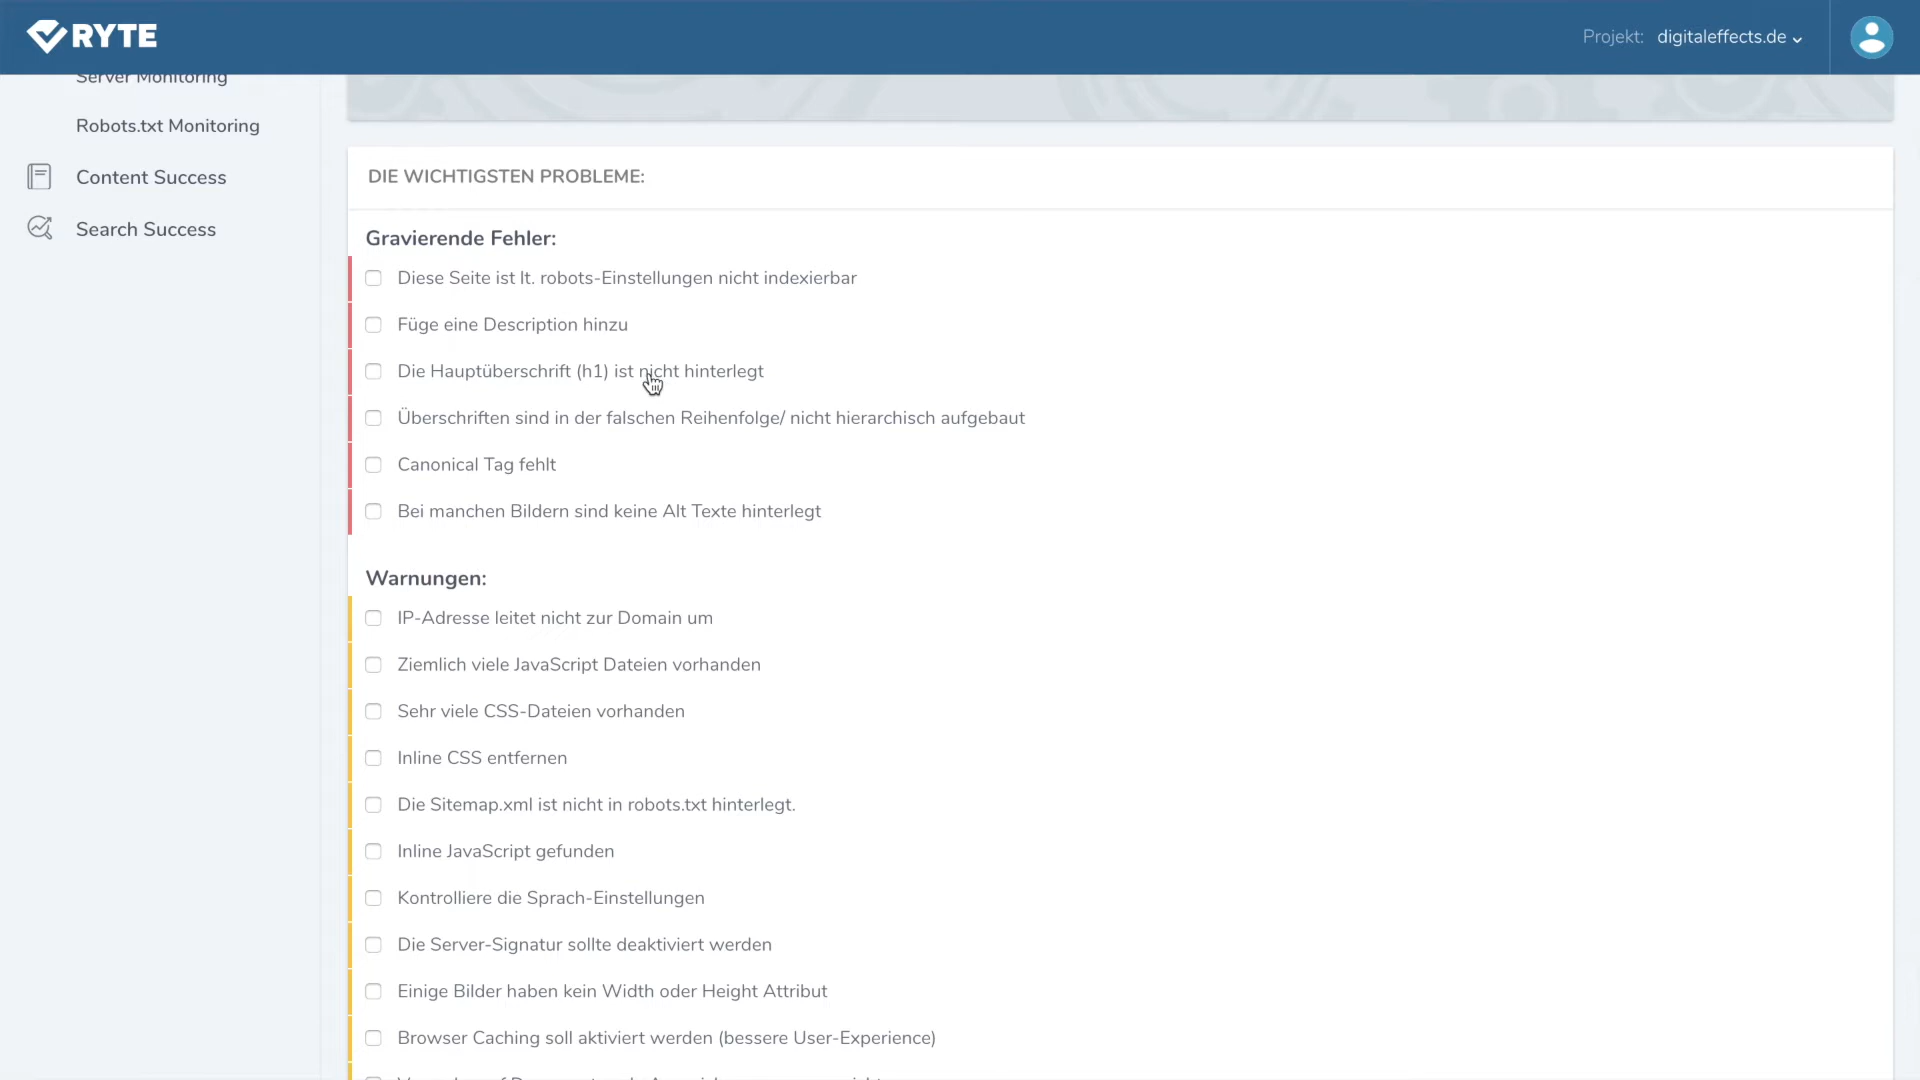 RYTE
Projekt: digitaleffects.de
Server Monitoring
Robots.txt Monitoring
Content Success
Search Success
DIE WICHTIGSTEN PROBLEME:
Gravierende Fehler:
Diese Seite ist lt. robots-Einstellungen nicht indexierbar
Füge eine Description hinzu
Die Hauptüberschrift (h1) ist nicht hinterlegt
Überschriften sind in der falschen Reihenfolge/ nicht hierarchisch aufgebaut
Canonical Tag fehlt
Bei manchen Bildern sind keine Alt Texte hinterlegt
Warnungen:
IP-Adresse leitet nicht zur Domain um
Ziemlich viele JavaScript Dateien vorhanden
Sehr viele CSS-Dateien vorhanden
Inline CSS entfernen
Die Sitemap.xml ist nicht in robots.txt hinterlegt.
Inline JavaScript gefunden
Kontrolliere die Sprach-Einstellungen
Die Server-Signatur sollte deaktiviert werden
Einige Bilder haben kein Width oder Height Attribut
Browser Caching soll aktiviert werden (bessere User-Experience)